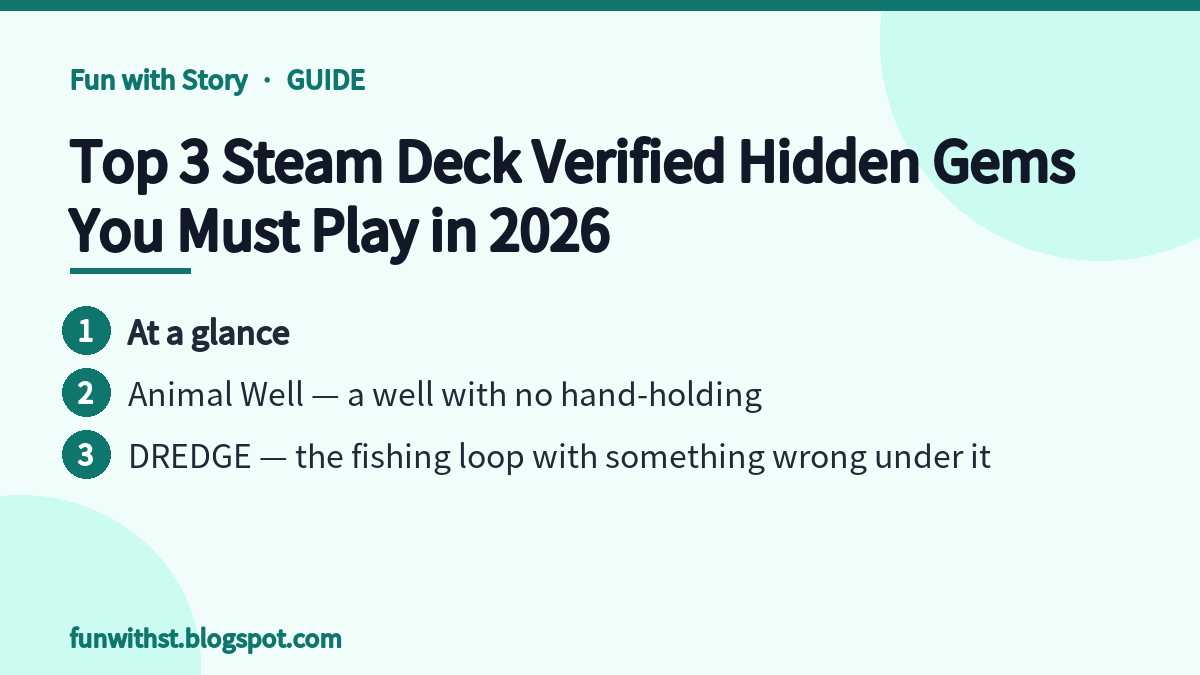 Fun with Story · GUIDE
Top 3 Steam Deck Verified Hidden Gems
You Must Play in 2026
1 At a glance
2 Animal Well — a well with no hand-holding
3 DREDGE — the fishing loop with something wrong under it
funwithst.blogspot.com